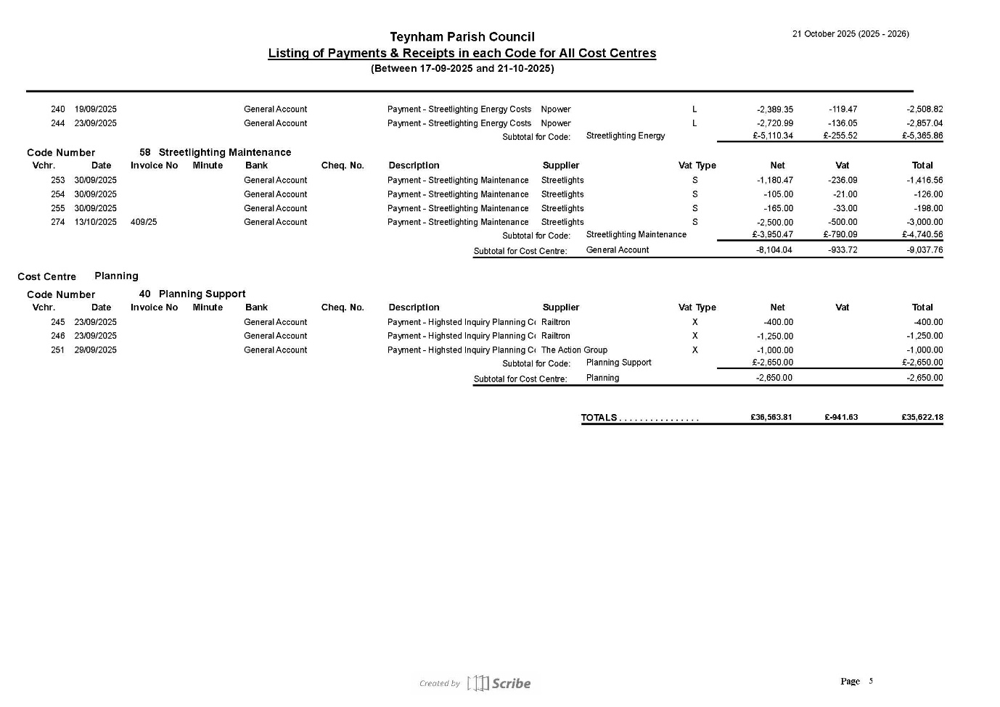 Teynham Parish Council
21 October 2025 (2025 - 2026)
Listing of Payments & Receipts in each Code for All Cost Centres
(Between 17-09-2025 and 21-10-2025)
240 19/09/2025 General Account Payment - Streetlighting Energy Costs Npower L -2,389.35 -119.47 -2,508.82
244 23/09/2025 General Account Payment - Streetlighting Energy Costs Npower L -2,720.99 -136.05 -2,857.04
Subtotal for Code: Streetlighting Energy £-5,110.34 £-255.52 £-5,365.86
Code Number 58 Streetlighting Maintenance
Vchr. Date Invoice No Minute Bank Cheq. No. Description Supplier Vat Type Net Vat Total
253 30/09/2025 General Account Payment - Streetlighting Maintenance Streetlights S -1,180.47 -236.09 -1,416.56
254 30/09/2025 General Account Payment - Streetlighting Maintenance Streetlights S -105.00 -21.00 -126.00
255 30/09/2025 General Account Payment - Streetlighting Maintenance Streetlights S -165.00 -33.00 -198.00
274 13/10/2025 409/25 General Account Payment - Streetlighting Maintenance Streetlights S -2,500.00 -500.00 -3,000.00
Subtotal for Code: Streetlighting Maintenance £-3,950.47 £-790.09 £-4,740.56
Subtotal for Cost Centre: General Account -8,104.04 -933.72 -9,037.76
Cost Centre Planning
Code Number 40 Planning Support
Vchr. Date Invoice No Minute Bank Cheq. No. Description Supplier Vat Type Net Vat Total
245 23/09/2025 General Account Payment - Highsted Inquiry Planning Co Railtron X -400.00 -400.00
246 23/09/2025 General Account Payment - Highsted Inquiry Planning Co Railtron X -1,250.00 -1,250.00
251 29/09/2025 General Account Payment - Highsted Inquiry Planning Co The Action Group X -1,000.00 -1,000.00
Subtotal for Code: Planning Support £-2,650.00 £-2,650.00
Subtotal for Cost Centre: Planning -2,650.00 -2,650.00
TOTALS . . . . . . . . . . . . . . . . £36,563.81 £-941.63 £35,622.18
Created by Scribe
Page 5